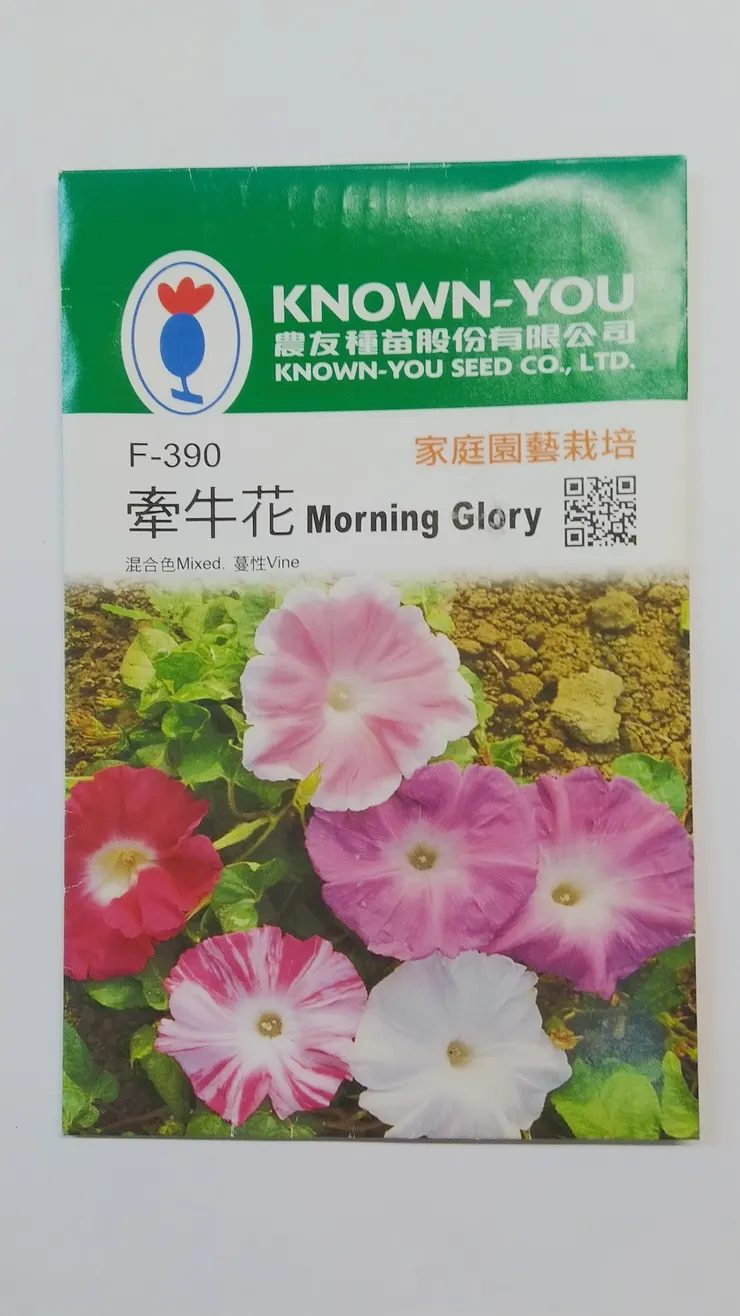 KNOWN-YOU
農友種苗股份有限公司
KNOWN-YOU SEED CO., LTD.
F-390
家庭園藝栽培
牽牛花 Morning Glory
混合色Mixed. 蔓性Vine